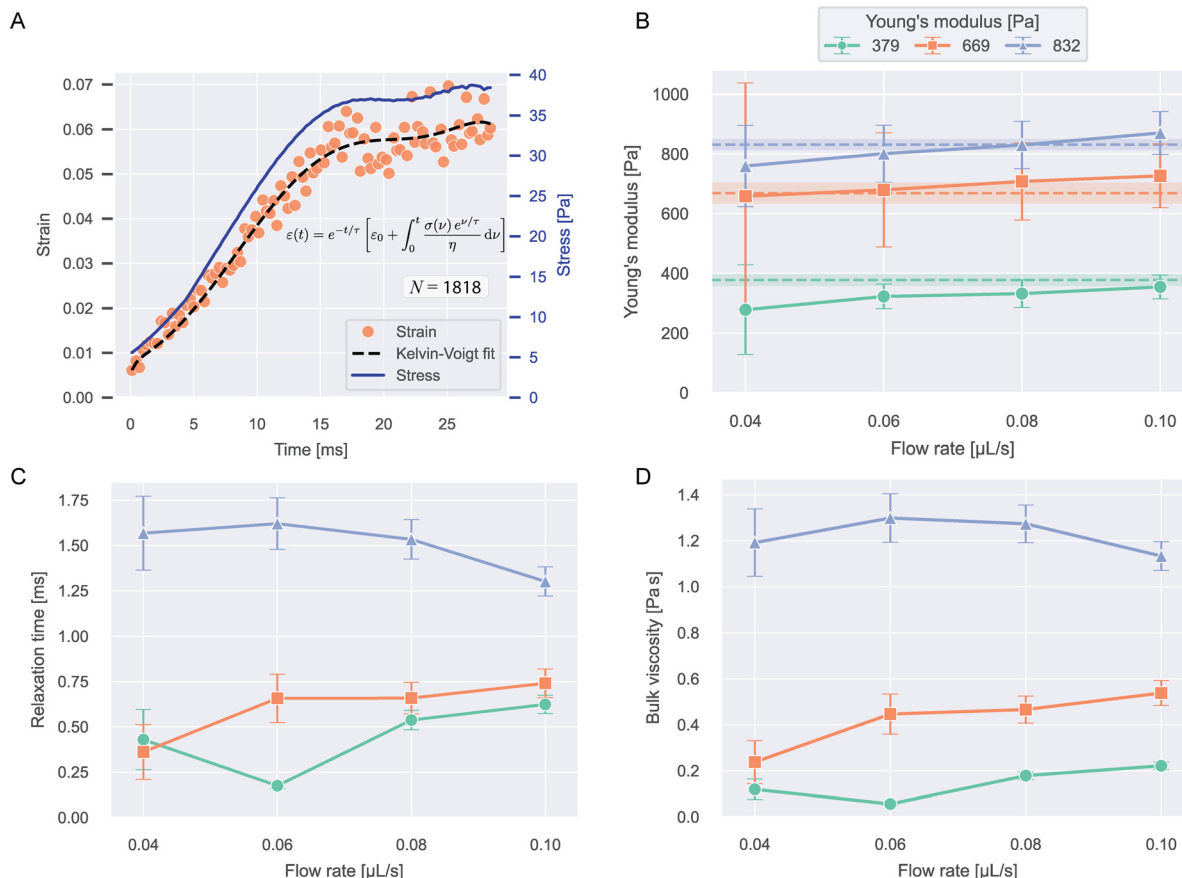 A
0.07
0.06
0.05
0.04
0.03
0.02
0.01
0.00
Strain
0
5
10
15
20
25
Time [ms]
40
35
30
25
20
15
10
5
0
Stress [Pa]
ε(t) = e^{-t/τ} [ε₀ + ∫₀ᵗ σ(ν) e^{ν/τ} / η dν]
N = 1818
Strain
Kelvin-Voigt fit
Stress
B
Young's modulus [Pa]
379 669 832
1000
800
600
400
200
0
Young's modulus [Pa]
0.04
0.06
0.08
0.10
Flow rate [µL/s]
C
1.75
1.50
1.25
1.00
0.75
0.50
0.25
0.00
Relaxation time [ms]
0.04
0.06
0.08
0.10
Flow rate [µL/s]
D
1.4
1.2
1.0
0.8
0.6
0.4
0.2
0.0
Bulk viscosity [Pa s]
0.04
0.06
0.08
0.10
Flow rate [µL/s]